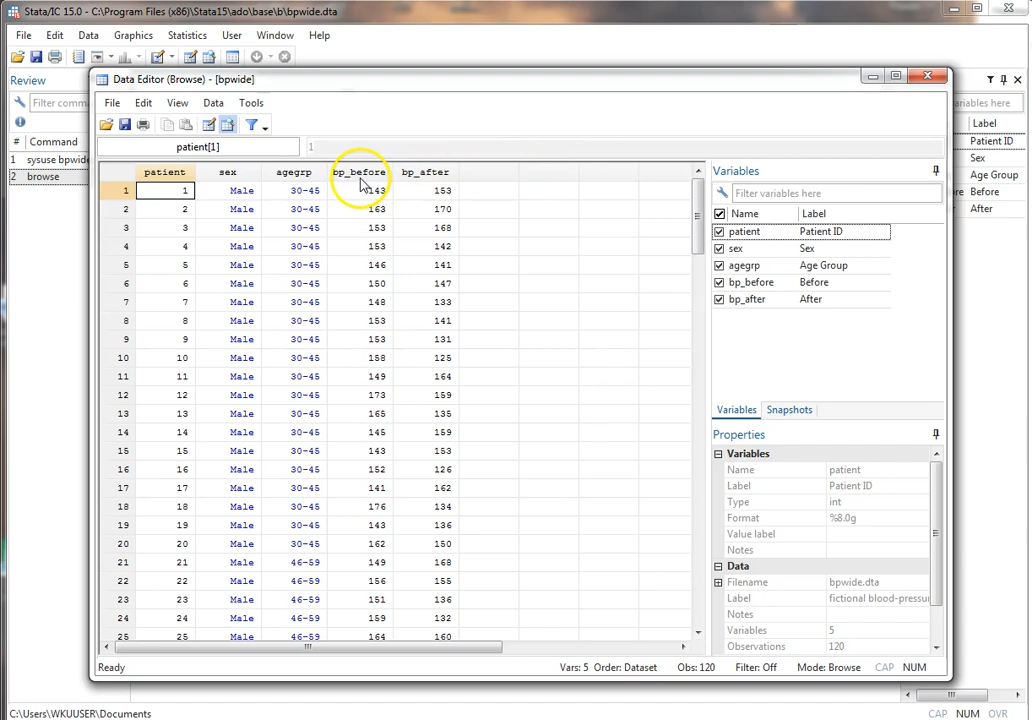 Stata/IC 15.0 - C:\Program Files (x86)\Stata15\ado\base\b\bpwide.dta
File Edit Data Graphics Statistics User Window Help
Review
Filter comm
# Command
1 sysuse bpwide
2 browse
Data Editor (Browse) - [bpwide]
File Edit View Data Tools
patient[1] 1
patient sex agegrp bp_before bp_after
1 1 Male 30-45 143 153
2 2 Male 30-45 163 170
3 3 Male 30-45 153 168
4 4 Male 30-45 153 142
5 5 Male 30-45 146 141
6 6 Male 30-45 150 147
7 7 Male 30-45 148 133
8 8 Male 30-45 153 141
9 9 Male 30-45 153 131
10 10 Male 30-45 158 125
11 11 Male 30-45 149 164
12 12 Male 30-45 173 159
13 13 Male 30-45 165 135
14 14 Male 30-45 145 159
15 15 Male 30-45 143 153
16 16 Male 30-45 152 126
17 17 Male 30-45 141 162
18 18 Male 30-45 176 134
19 19 Male 30-45 143 136
20 20 Male 30-45 162 150
21 21 Male 46-59 149 168
22 22 Male 46-59 156 155
23 23 Male 46-59 151 136
24 24 Male 46-59 159 132
25 25 Male 46-59 164 160
Variables
Filter variables here
Name Label
patient Patient ID
sex Sex
agegrp Age Group
bp_before Before
bp_after After
Variables Snapshots
Properties
Variables
Name patient
Label Patient ID
Type int
Format %8.0g
Value label
Notes
Data
Filename bpwide.dta
Label fictional blood-pressu
Notes
Variables 5
Observations 120
Ready Vars: 5 Order: Dataset Obs: 120 Filter: Off Mode: Browse CAP NUM
ariables here
Label
Patient ID
Sex
Age Group
Before
After
C:\Users\WKUUSER\Documents CAP NUM OVR